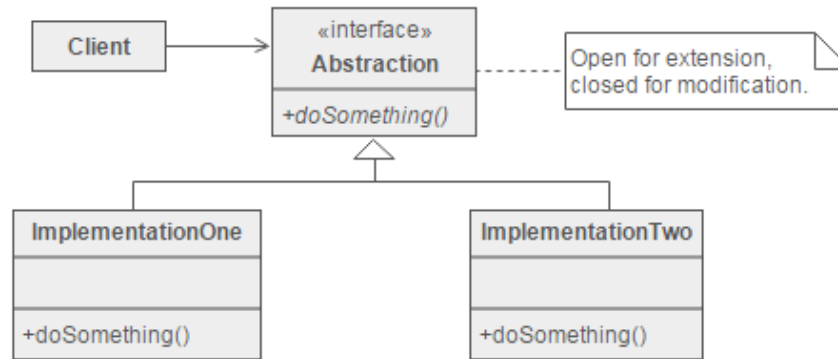 Client
«interface»
Abstraction
+doSomething()
Open for extension,
closed for modification.
ImplementationOne
+doSomething()
ImplementationTwo
+doSomething()